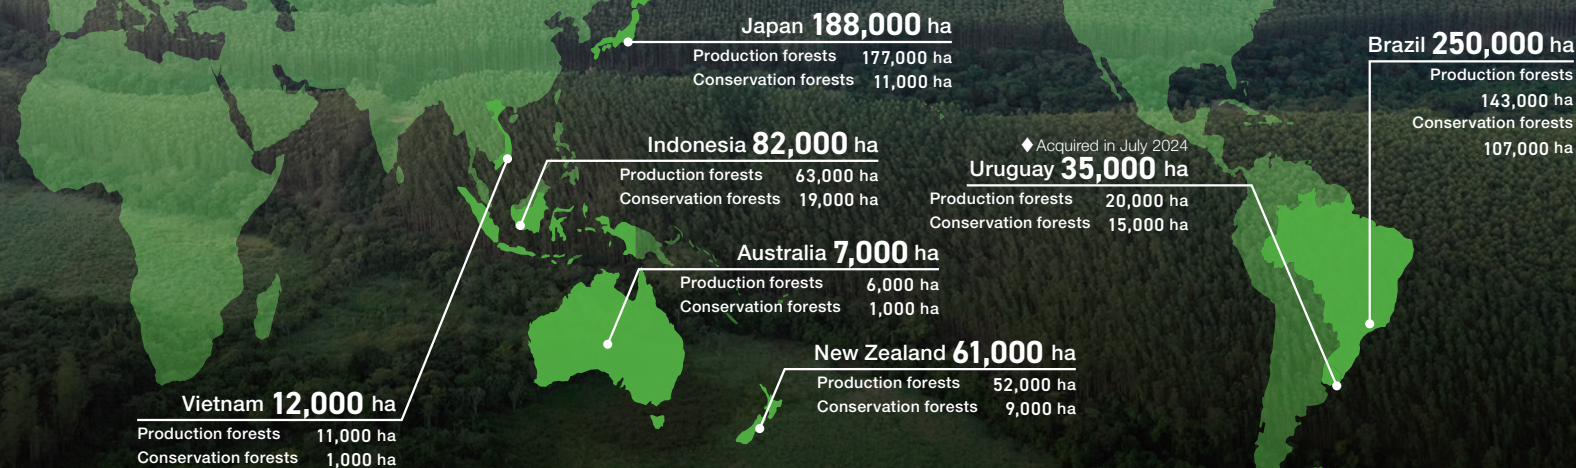 Japan 188,000 ha
Production forests 177,000 ha
Conservation forests 11,000 ha
Brazil 250,000 ha
Production forests
143,000 ha
Conservation forests
107,000 ha
Indonesia 82,000 ha
Production forests 63,000 ha
Conservation forests 19,000 ha
♦Acquired in July 2024
Uruguay 35,000 ha
Production forests 20,000 ha
Conservation forests 15,000 ha
Australia 7,000 ha
Production forests 6,000 ha
Conservation forests 1,000 ha
New Zealand 61,000 ha
Production forests 52,000 ha
Conservation forests 9,000 ha
Vietnam 12,000 ha
Production forests 11,000 ha
Conservation forests 1,000 ha